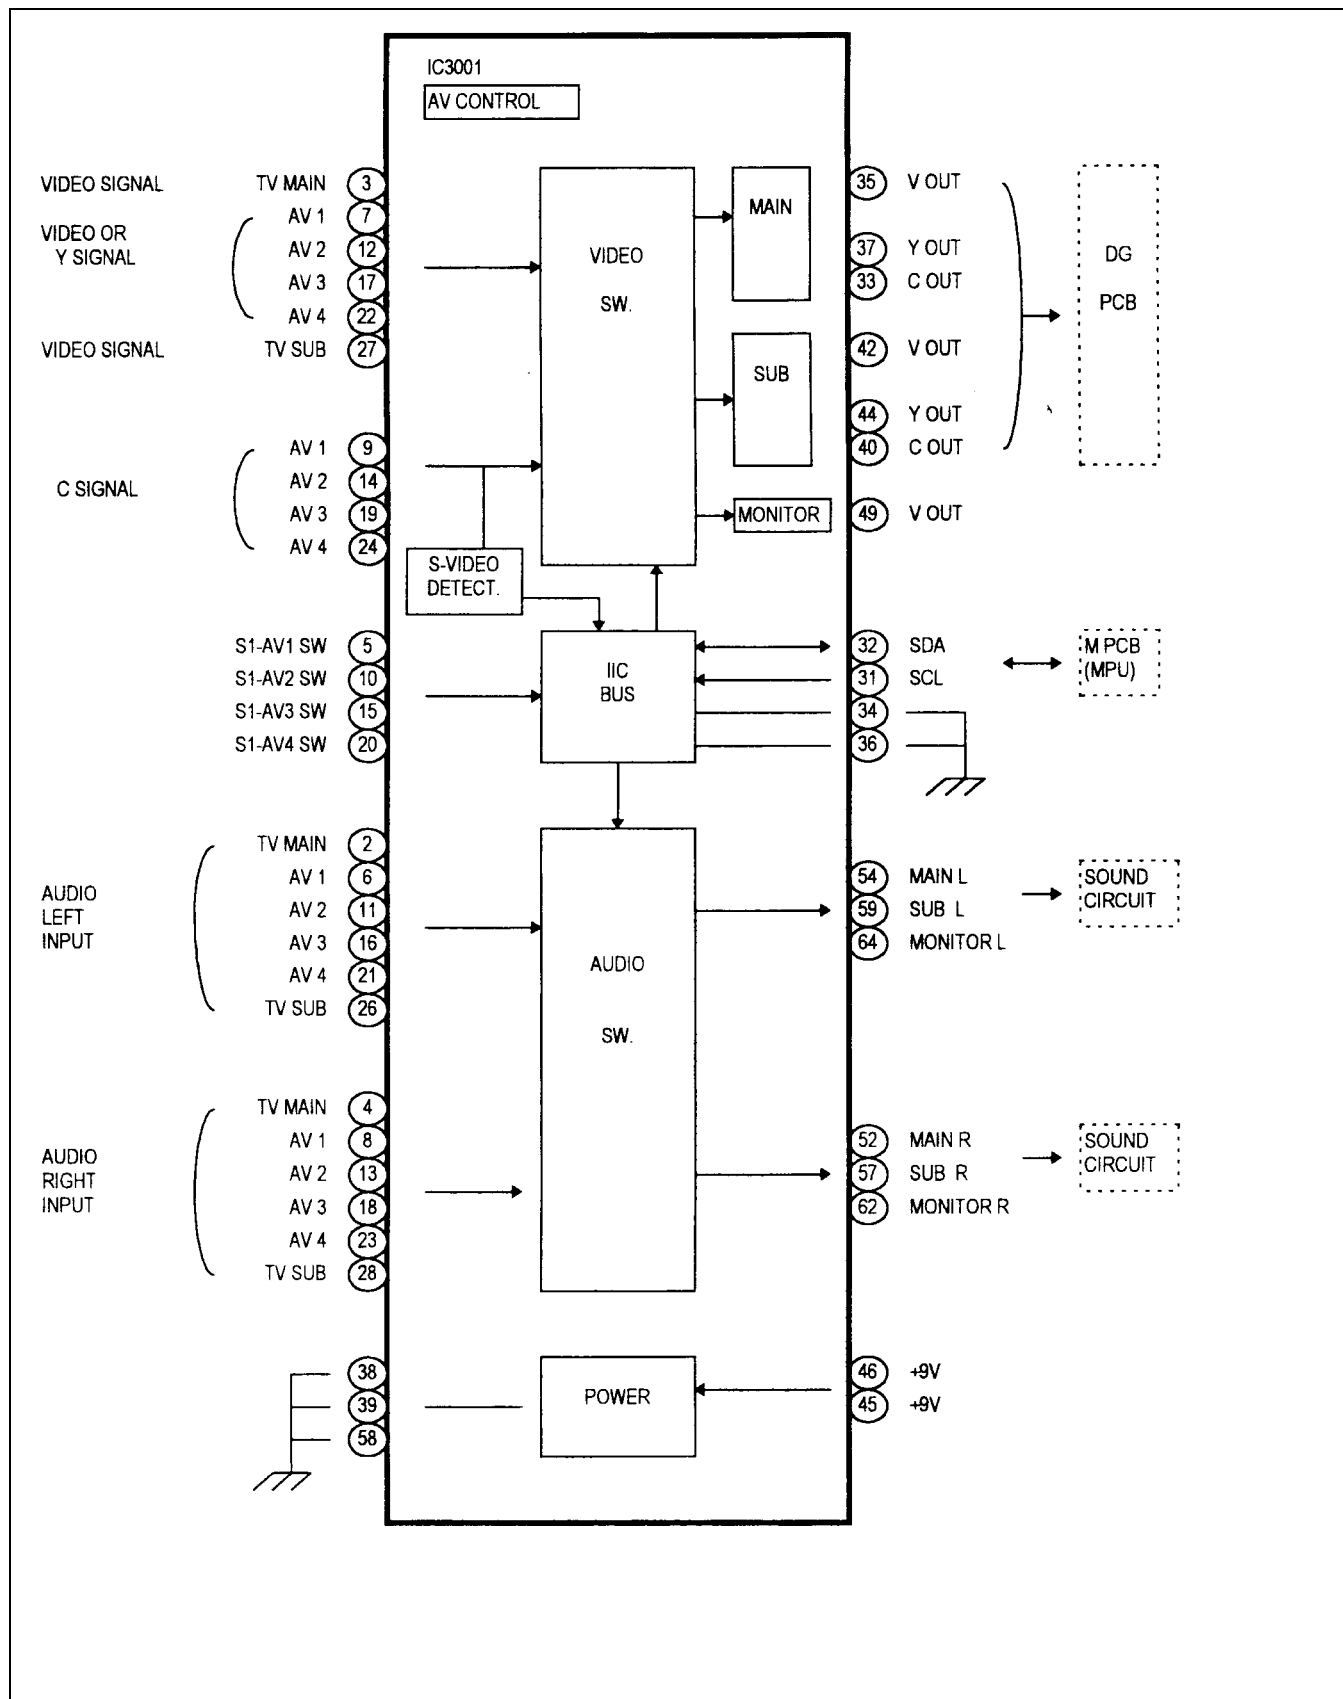 IC3001
AV CONTROL
VIDEO SIGNAL TV MAIN 3
VIDEO OR
Y SIGNAL
AV 1 7
AV 2 12
AV 3 17
AV 4 22
VIDEO SIGNAL TV SUB 27
C SIGNAL
AV 1 9
AV 2 14
AV 3 19
AV 4 24
VIDEO
SW.
MAIN
SUB
MONITOR
35 V OUT
37 Y OUT
33 C OUT
42 V OUT
44 Y OUT
40 C OUT
49 V OUT
DG
PCB
S-VIDEO
DETECT.
S1-AV1 SW 5
S1-AV2 SW 10
S1-AV3 SW 15
S1-AV4 SW 20
IIC
BUS
32 SDA
31 SCL
34
36
M PCB
(MPU)
AUDIO
LEFT
INPUT
TV MAIN 2
AV 1 6
AV 2 11
AV 3 16
AV 4 21
TV SUB 26
AUDIO
SW.
54 MAIN L
59 SUB L
64 MONITOR L
SOUND
CIRCUIT
AUDIO
RIGHT
INPUT
TV MAIN 4
AV 1 8
AV 2 13
AV 3 18
AV 4 23
TV SUB 28
52 MAIN R
57 SUB R
62 MONITOR R
SOUND
CIRCUIT
38
39
58
POWER
46 +9V
45 +9V